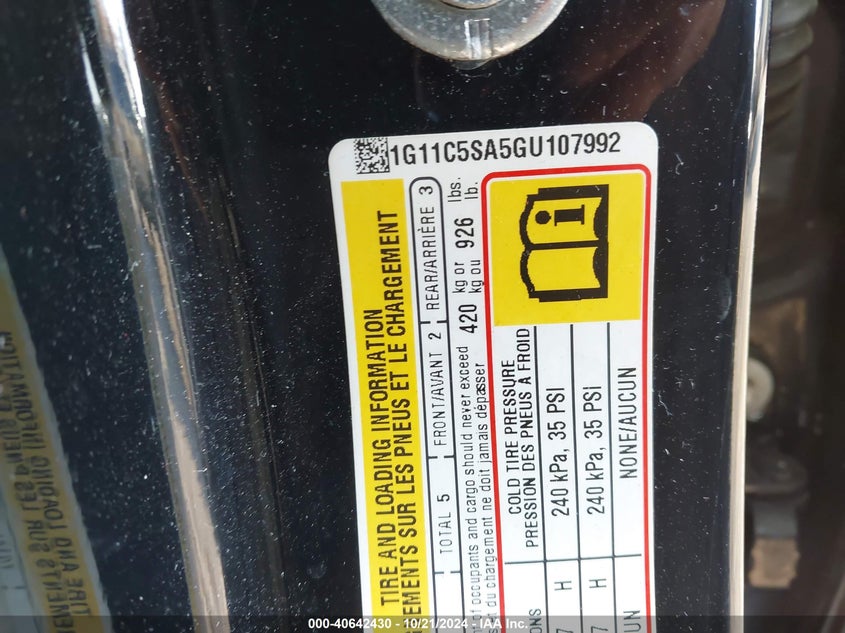 1G11C5SA5GU107992
TIRE AND LOADING INFORMATION
SUR LES PNEUS ET LE CHARGEMENT
TOTAL 5 FRONT/AVANT 2 REAR/ARRIÈRE 3
occupants and cargo should never exceed 420 kg or 926 lbs.
du chargement ne doit jamais dépasser kg ou lb.
COLD TIRE PRESSURE
PRESSION DES PNEUS À FROID
H 240 kPa, 35 PSI
H 240 kPa, 35 PSI
NONE/AUCUN
000-40642430 - 10/21/2024 - IAA Inc.